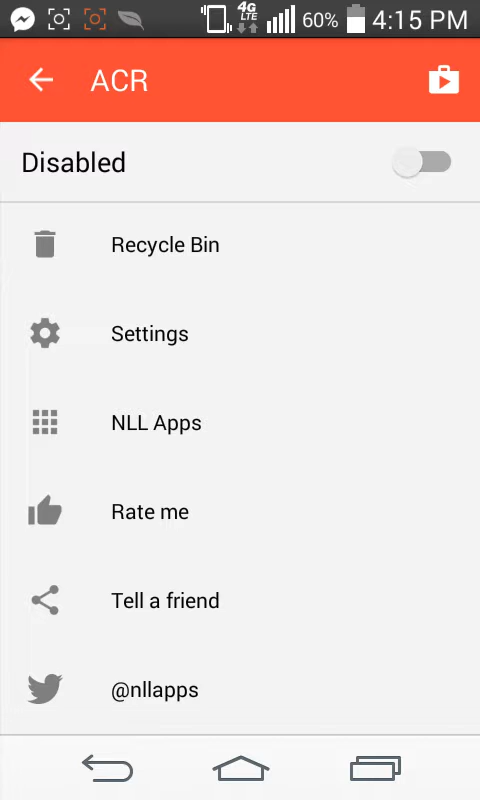 4G LTE 60% 4:15 PM
ACR
Disabled
Recycle Bin
Settings
NLL Apps
Rate me
Tell a friend
@nllapps